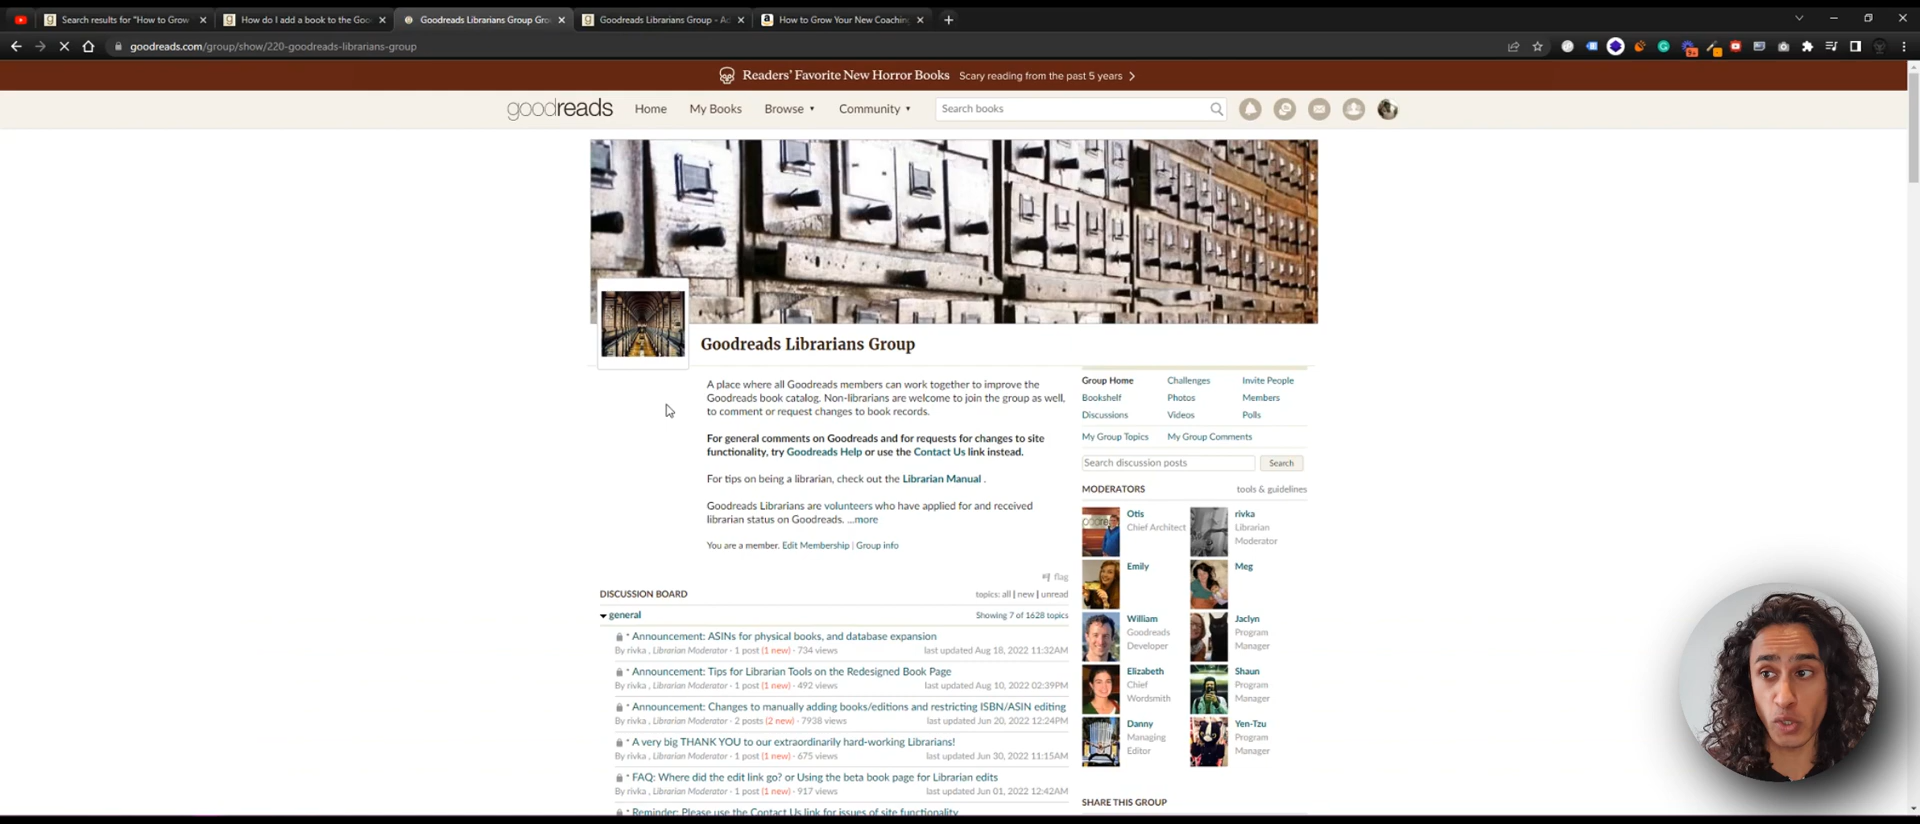 Search results for "How to Grow
How do I add a book to the Goo
Goodreads Librarians Group Gro
Goodreads Librarians Group - Ad
How to Grow Your New Coaching
goodreads.com/group/show/220-goodreads-librarians-group
Readers' Favorite New Horror Books Scary reading from the past 5 years
goodreads Home My Books Browse Community Search books
Goodreads Librarians Group
A place where all Goodreads members can work together to improve the
Goodreads book catalog. Non-librarians are welcome to join the group as well,
to comment or request changes to book records.
For general comments on Goodreads and for requests for changes to site
functionality, try Goodreads Help or use the Contact Us link instead.
For tips on being a librarian, check out the Librarian Manual .
Goodreads Librarians are volunteers who have applied for and received
librarian status on Goodreads. ...more
You are a member. Edit Membership | Group info
flag
DISCUSSION BOARD topics: all | new | unread
general Showing 7 of 1628 topics
* Announcement: ASINs for physical books, and database expansion
By rivka , Librarian Moderator - 1 post (1 new) - 734 views last updated Aug 18, 2022 11:32AM
* Announcement: Tips for Librarian Tools on the Redesigned Book Page
By rivka , Librarian Moderator - 1 post (1 new) - 492 views last updated Aug 10, 2022 02:39PM
* Announcement: Changes to manually adding books/editions and restricting ISBN/ASIN editing
By rivka , Librarian Moderator - 2 posts (2 new) - 7938 views last updated Jun 20, 2022 12:24PM
* A very big THANK YOU to our extraordinarily hard-working Librarians!
By rivka , Librarian Moderator - 1 post (1 new) - 675 views last updated Jun 30, 2022 11:15AM
* FAQ: Where did the edit link go? or Using the beta book page for Librarian edits
By rivka , Librarian Moderator - 1 post (1 new) - 917 views last updated Jun 01, 2022 12:42AM
* Reminder: Please use the Contact Us link for issues of site functionality
Group Home Challenges Invite People
Bookshelf Photos Members
Discussions Videos Polls
My Group Topics My Group Comments
Search discussion posts Search
MODERATORS tools & guidelines
Otis
Chief Architect
rivka
Librarian
Moderator
Emily
Meg
William
Goodreads
Developer
Jaclyn
Program
Manager
Elizabeth
Chief
Wordsmith
Shaun
Program
Manager
Danny
Managing
Editor
Yen-Tzu
Program
Manager
SHARE THIS GROUP